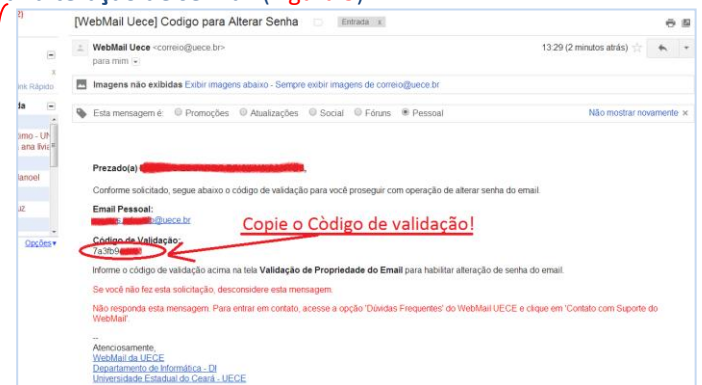 [WebMail Uece] Codigo para Alterar Senha Entrada x
WebMail Uece <correio@uece.br> 13:29 (2 minutos atrás)
para mim
x
ink Rápido
Imagens não exibidas Exibir imagens abaixo - Sempre exibir imagens de correio@uece.br
Esta mensagem é: Promoções Atualizações Social Fóruns Pessoal Não mostrar novamente x
ana livia
Prezado(a)
Conforme solicitado, segue abaixo o código de validação para você proseguir com operação de alterar senha do email.
Email Pessoal:
@uece.br
Copie o Còdigo de validação!
Código de Validação:
7a3fb9
Opções
Informe o código de validação acima na tela Validação de Propriedade do Email para habilitar alteração de senha do email.
Se você não fez esta solicitação, desconsidere esta mensagem.
Não responda esta mensagem. Para entrar em contato, acesse a opção 'Dúvidas Frequentes' do WebMail UECE e clique em 'Contato com Suporte do
WebMail'.
--
Atenciosamente,
WebMail da UECE
Departamento de Informática - DI
Universidade Estadual do Ceará - UECE